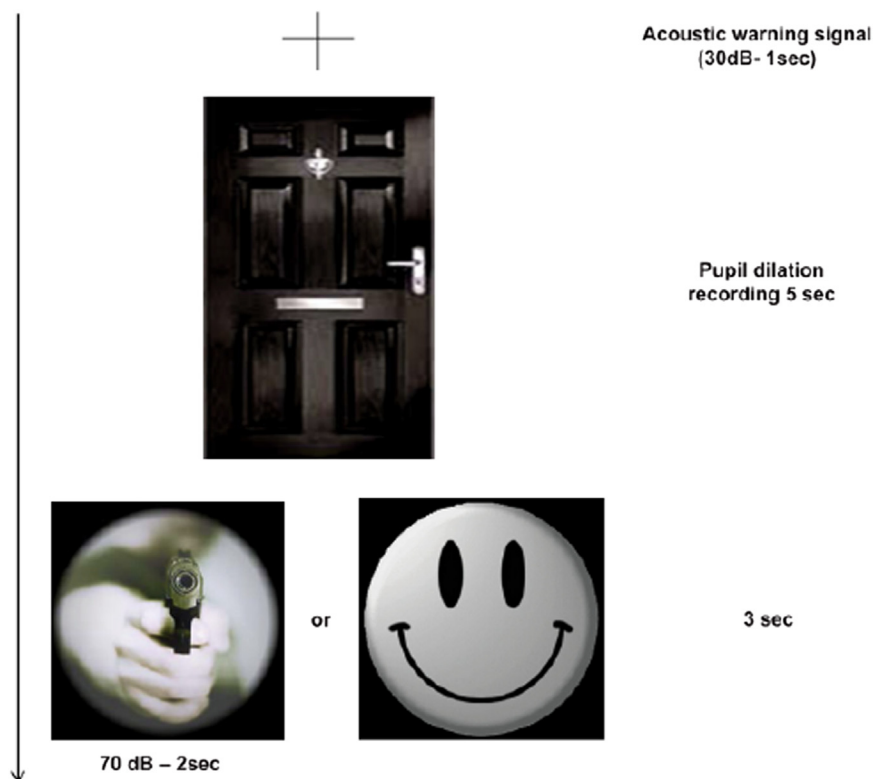 Acoustic warning signal
(30dB- 1sec)
Pupil dilation
recording 5 sec
or
3 sec
70 dB – 2sec